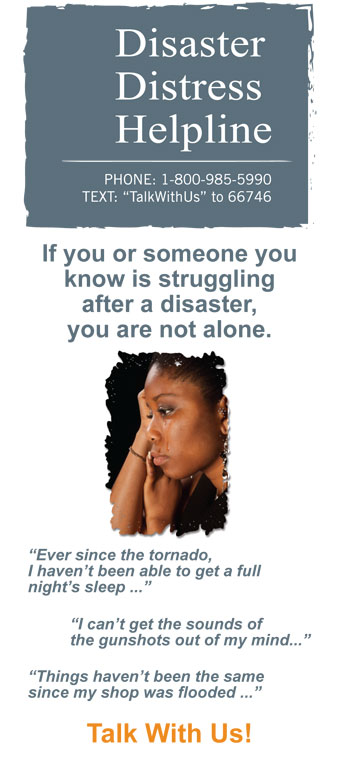 Disaster
Distress
Helpline
PHONE: 1-800-985-5990
TEXT: “TalkWithUs” to 66746
If you or someone you
know is struggling
after a disaster,
you are not alone.
“Ever since the tornado,
I haven’t been able to get a full
night’s sleep ...”
“I can’t get the sounds of
the gunshots out of my mind...”
“Things haven’t been the same
since my shop was flooded ...”
Talk With Us!